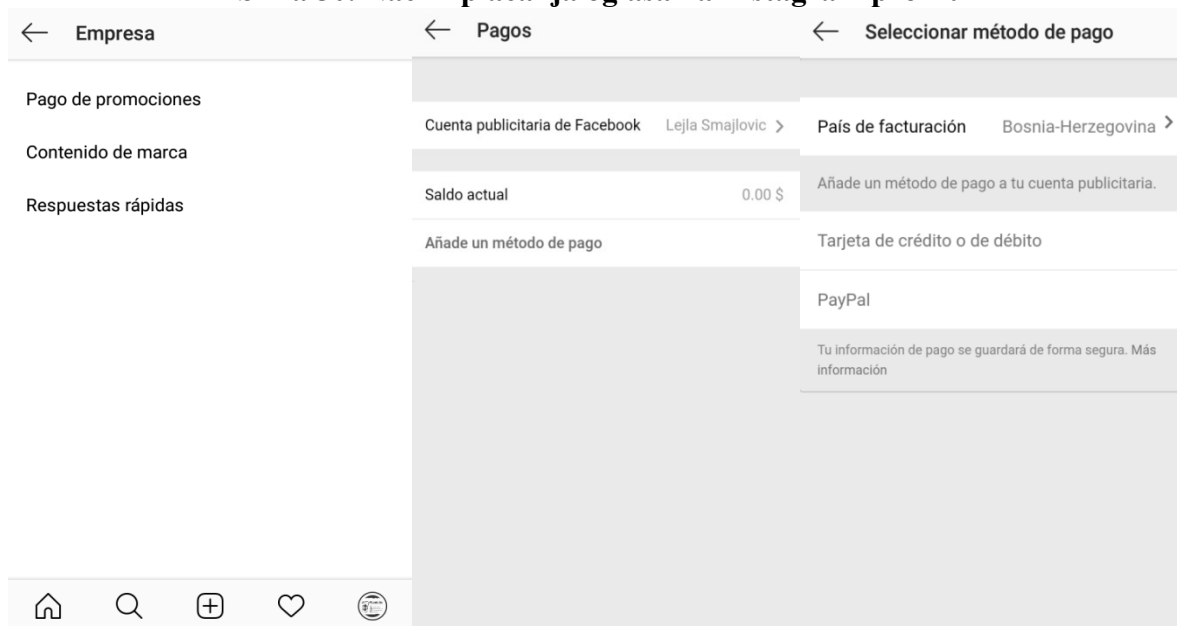 Empresa
Pago de promociones
Contenido de marca
Respuestas rápidas
Pagos
Cuenta publicitaria de Facebook Lejla Smajlovic >
Saldo actual 0.00 $
Añade un método de pago
Seleccionar método de pago
País de facturación Bosnia-Herzegovina >
Añade un método de pago a tu cuenta publicitaria.
Tarjeta de crédito o de débito
PayPal
Tu información de pago se guardará de forma segura. Más
información